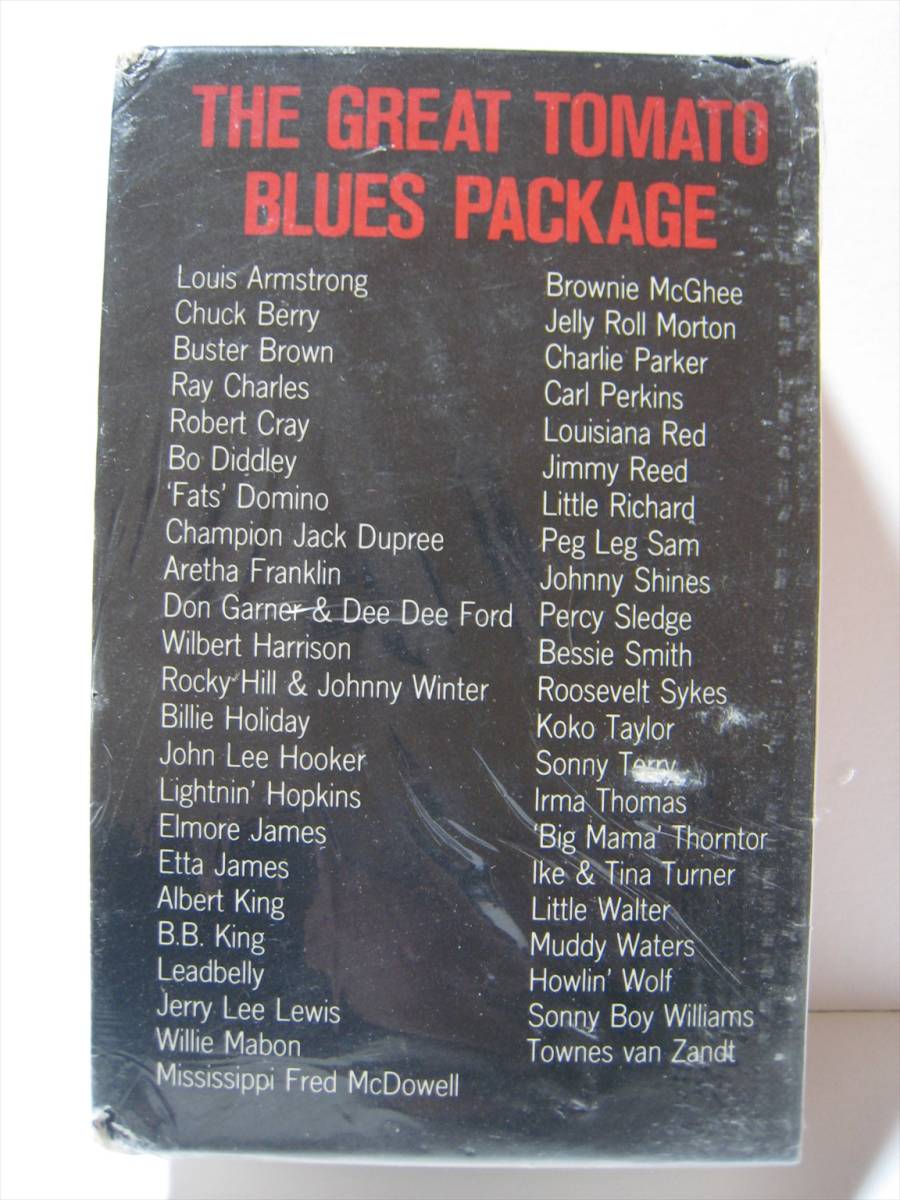 THE GREAT TOMATO
BLUES PACKAGE
Louis Armstrong
Chuck Berry
Buster Brown
Ray Charles
Robert Cray
Bo Diddley
'Fats' Domino
Champion Jack Dupree
Aretha Franklin
Don Garner & Dee Dee Ford
Wilbert Harrison
Rocky Hill & Johnny Winter
Billie Holiday
John Lee Hooker
Lightnin' Hopkins
Elmore James
Etta James
Albert King
B.B. King
Leadbelly
Jerry Lee Lewis
Willie Mabon
Mississippi Fred McDowell
Brownie McGhee
Jelly Roll Morton
Charlie Parker
Carl Perkins
Louisiana Red
Jimmy Reed
Little Richard
Peg Leg Sam
Johnny Shines
Percy Sledge
Bessie Smith
Roosevelt Sykes
Koko Taylor
Sonny Terry
Irma Thomas
'Big Mama' Thorntor
Ike & Tina Turner
Little Walter
Muddy Waters
Howlin' Wolf
Sonny Boy Williams
Townes van Zandt